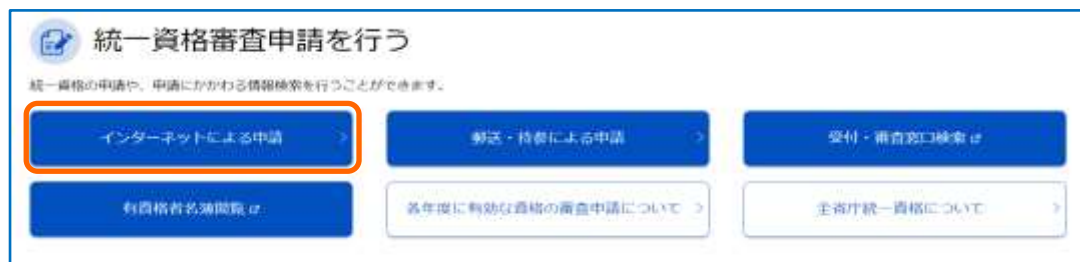 統一資格審査申請を行う
統一資格の申請や、申請にかかわる情報検索を行うことができます。
インターネットによる申請
郵送・持参による申請
受付・審査窓口検索
有資格者名簿閲覧
各年度に有効な資格の審査申請について
全省庁統一資格について